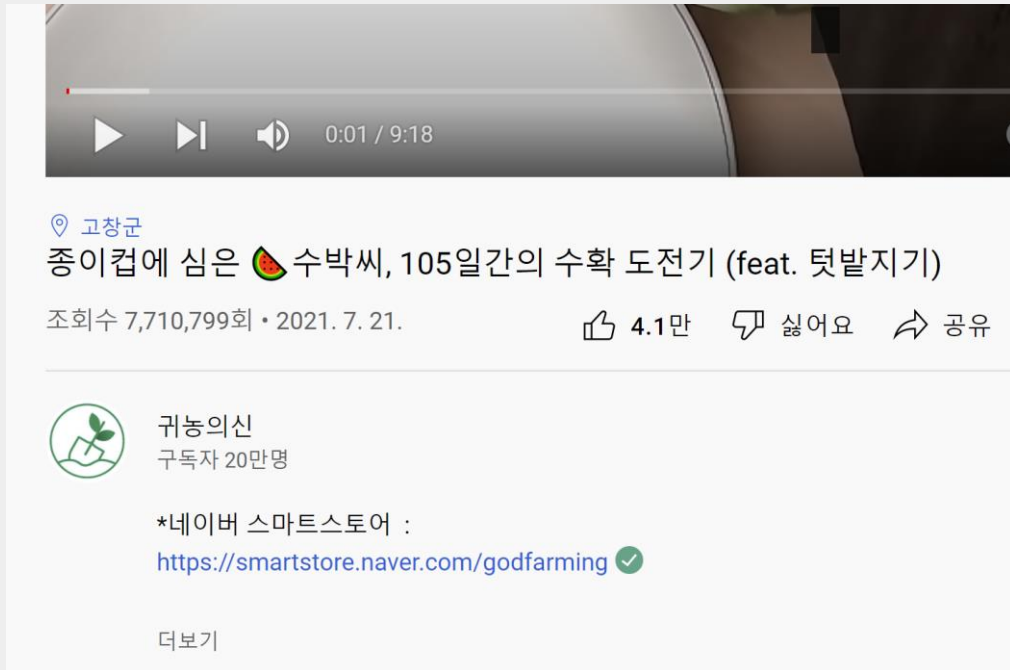 0:01 / 9:18
고창군
종이컵에 심은 🍉 수박씨, 105일간의 수확 도전기 (feat. 텃밭지기)
조회수 7,710,799회 • 2021. 7. 21.
4.1만 싫어요 공유
귀농의신
구독자 20만명
*네이버 스마트스토어 :
https://smartstore.naver.com/godfarming
더보기